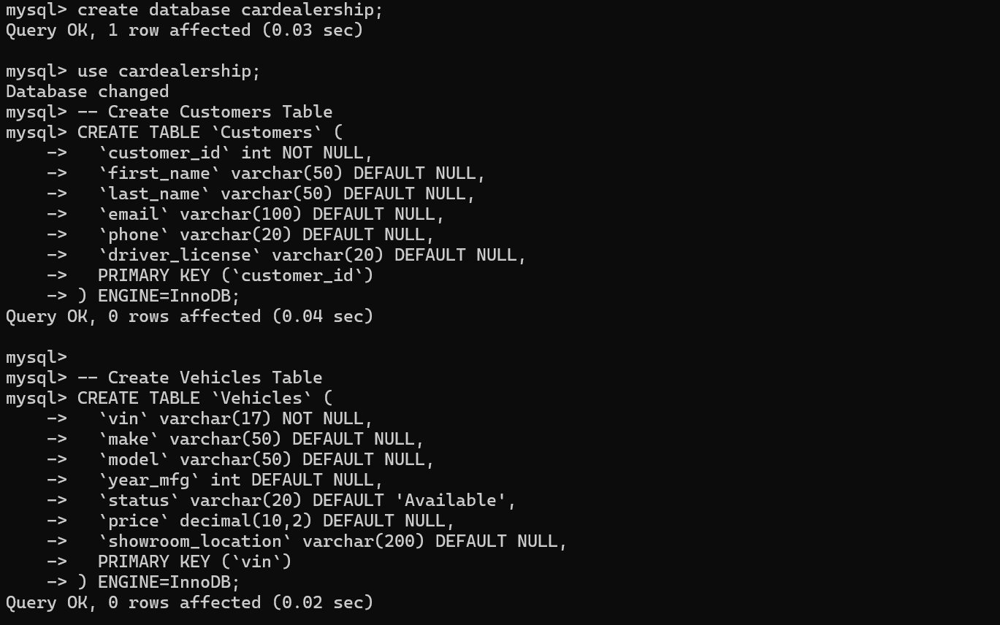 mysql> create database cardealership;
Query OK, 1 row affected (0.03 sec)

mysql> use cardealership;
Database changed
mysql> -- Create Customers Table
mysql> CREATE TABLE `Customers` (
    ->   `customer_id` int NOT NULL,
    ->   `first_name` varchar(50) DEFAULT NULL,
    ->   `last_name` varchar(50) DEFAULT NULL,
    ->   `email` varchar(100) DEFAULT NULL,
    ->   `phone` varchar(20) DEFAULT NULL,
    ->   `driver_license` varchar(20) DEFAULT NULL,
    ->   PRIMARY KEY (`customer_id`)
    -> ) ENGINE=InnoDB;
Query OK, 0 rows affected (0.04 sec)

mysql>
mysql> -- Create Vehicles Table
mysql> CREATE TABLE `Vehicles` (
    ->   `vin` varchar(17) NOT NULL,
    ->   `make` varchar(50) DEFAULT NULL,
    ->   `model` varchar(50) DEFAULT NULL,
    ->   `year_mfg` int DEFAULT NULL,
    ->   `status` varchar(20) DEFAULT 'Available',
    ->   `price` decimal(10,2) DEFAULT NULL,
    ->   `showroom_location` varchar(200) DEFAULT NULL,
    ->   PRIMARY KEY (`vin`)
    -> ) ENGINE=InnoDB;
Query OK, 0 rows affected (0.02 sec)